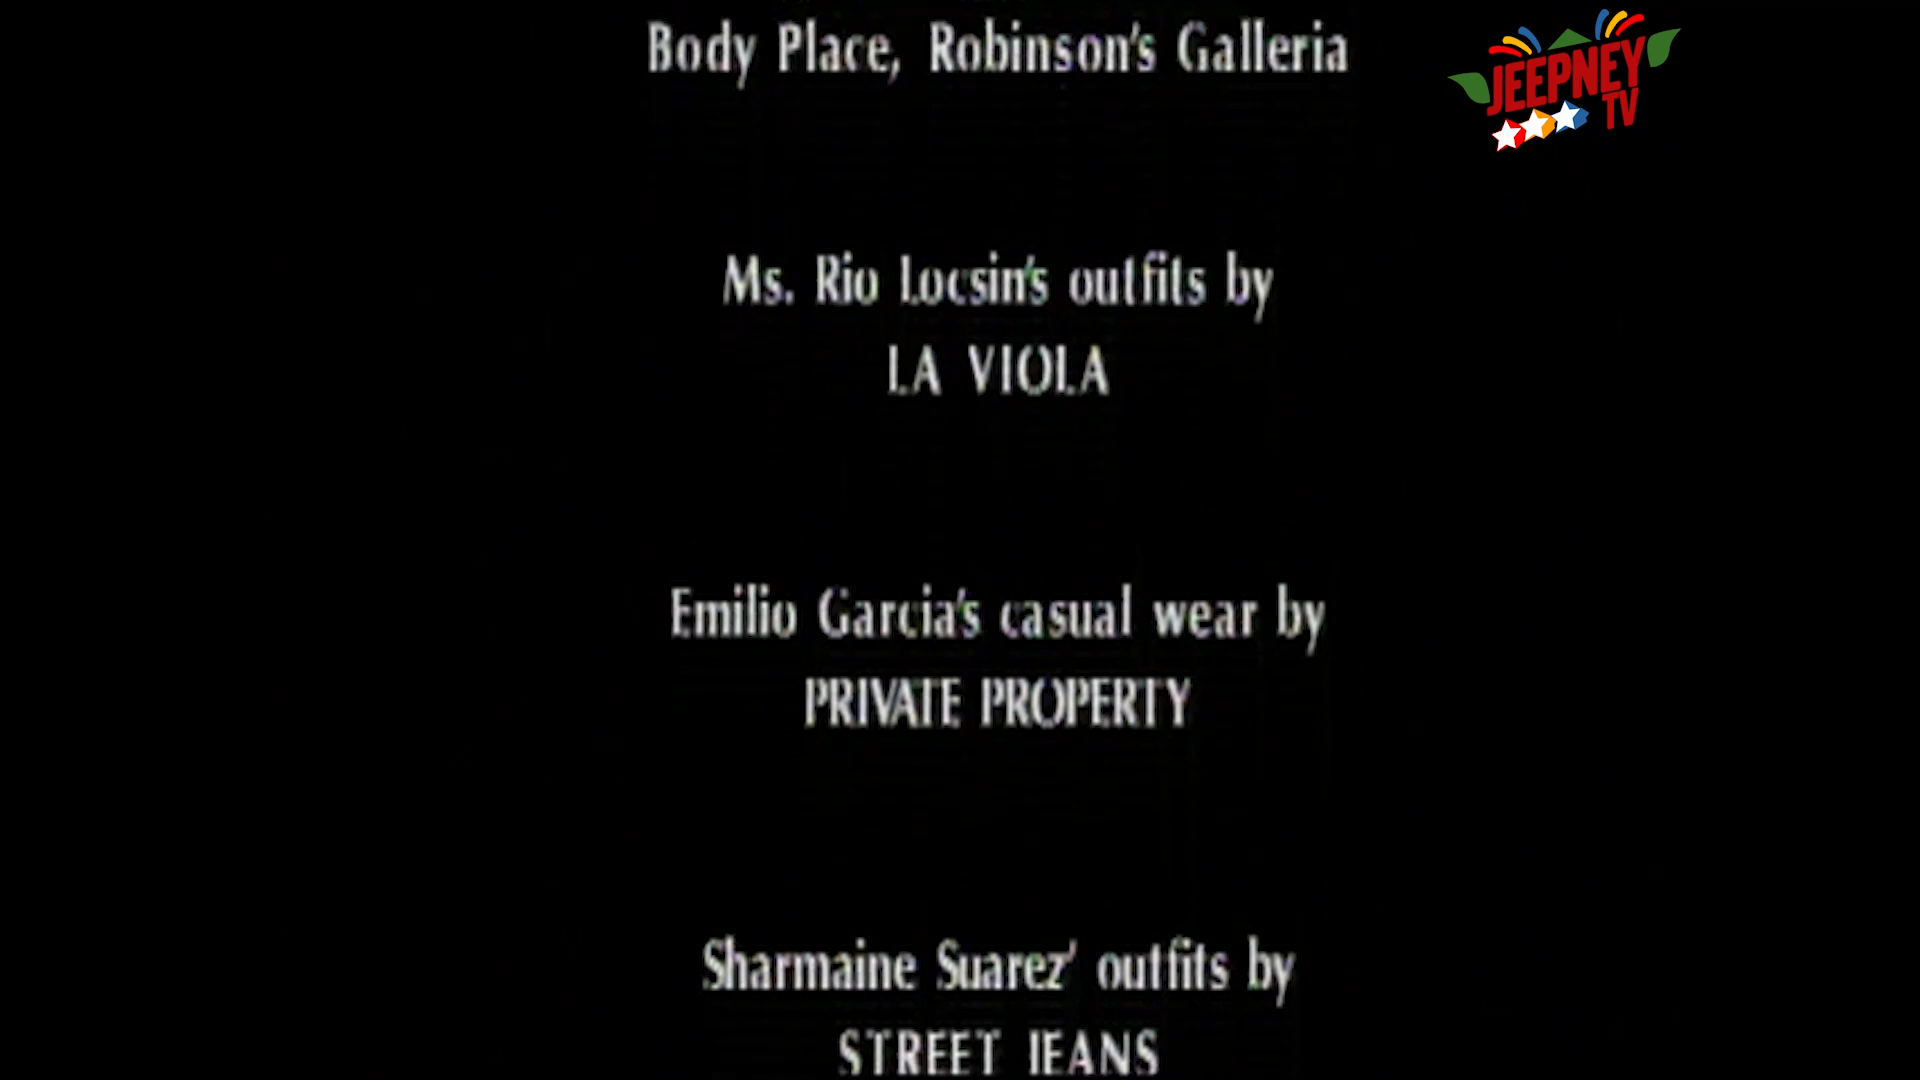 Body Place, Robinson's Galleria
JEEPNEY
TV
Ms. Rio Locsin's outfits by
LA VIOLA
Emilio Garcia's casual wear by
PRIVATE PROPERTY
Sharmaine Suarez' outfits by
STREET JEANS